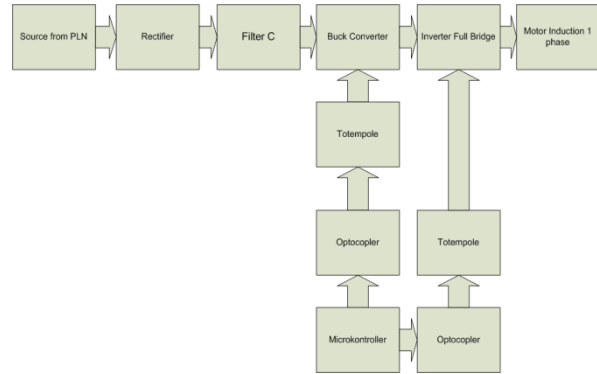 Source from PLN
Rectifier
Filter C
Buck Converter
Inverter Full Bridge
Motor Induction 1
phase
Totempole
Optocopler
Totempole
Microkontroller
Optocopler